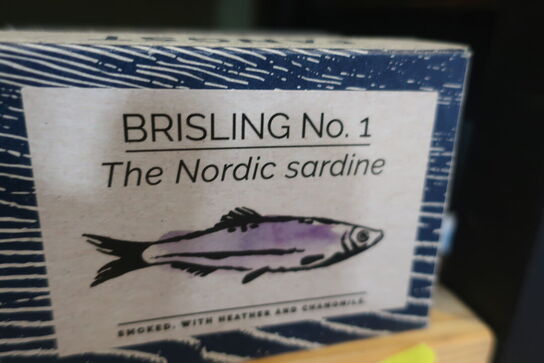 BRISLING No. 1
The Nordic sardine
SMOKED. WITH HEATHER AND CHAMOMILE.